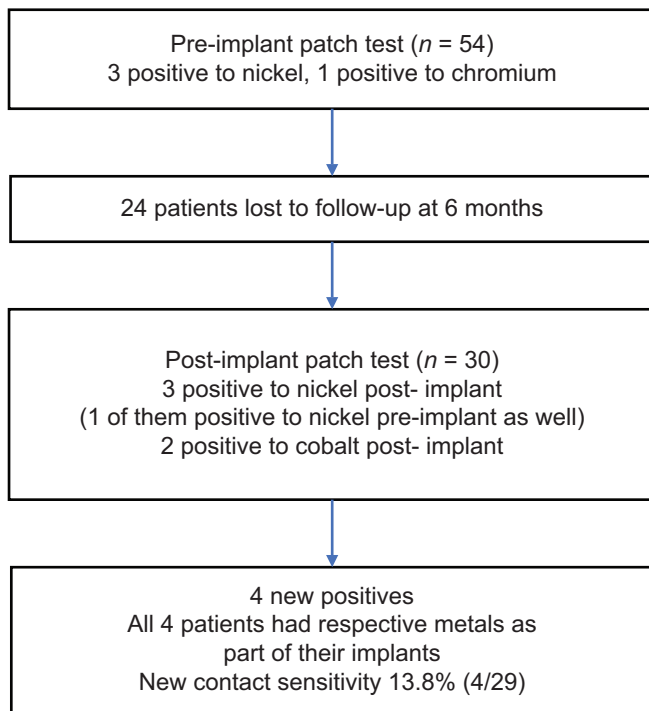 Pre-implant patch test (n = 54)
3 positive to nickel, 1 positive to chromium
24 patients lost to follow-up at 6 months
Post-implant patch test (n = 30)
3 positive to nickel post- implant
(1 of them positive to nickel pre-implant as well)
2 positive to cobalt post- implant
4 new positives
All 4 patients had respective metals as
part of their implants
New contact sensitivity 13.8% (4/29)